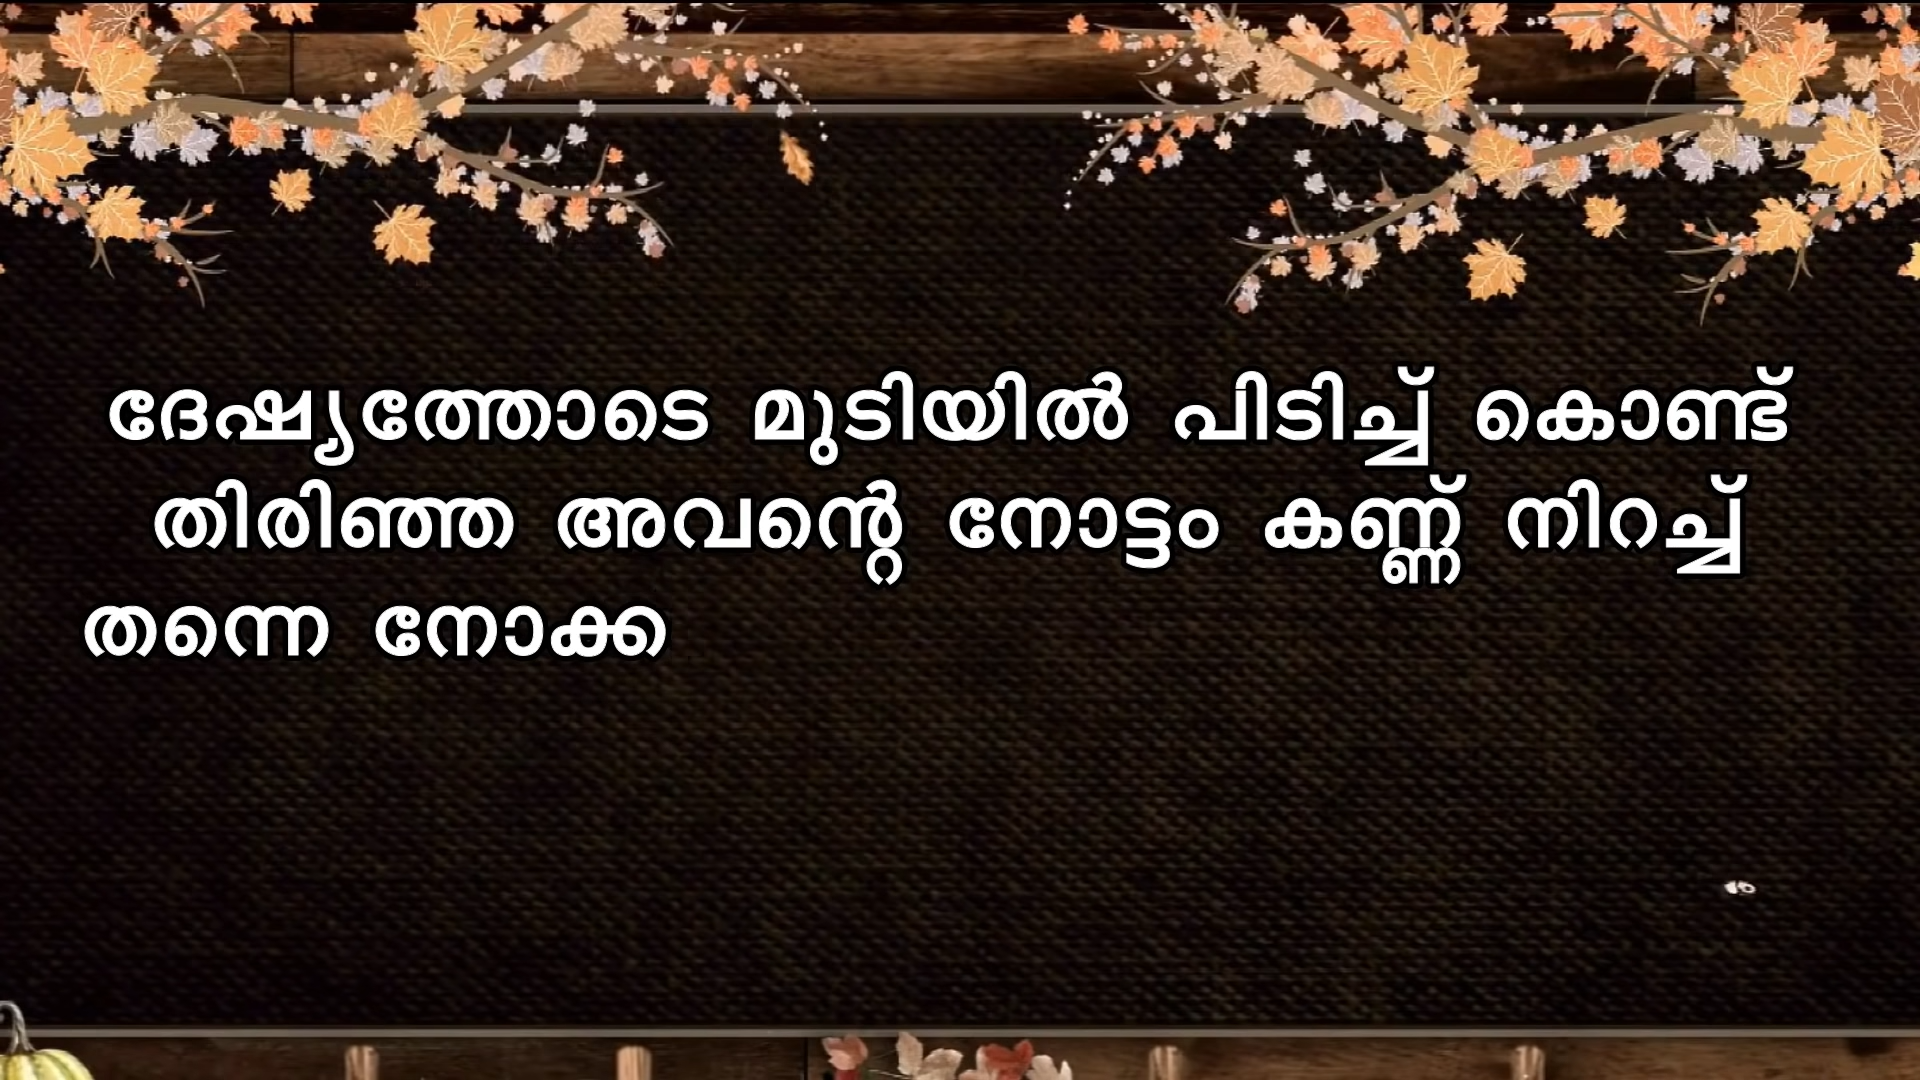 ദേഷ്യത്തോടെ മുടിയിൽ പിടിച്ച് കൊണ്ട്
തിരിഞ്ഞ അവന്റെ നോട്ടം കണ്ണ് നിറച്ച്
തന്നെ നോക്ക